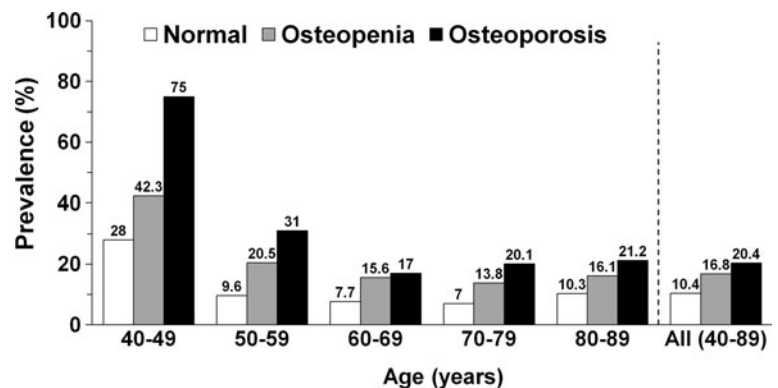 100
Normal Osteopenia Osteoporosis
80
60
40
20
0
Prevalence (%)
28 42.3 75
9.6 20.5 31
7.7 15.6 17
7 13.8 20.1
10.3 16.1 21.2
10.4 16.8 20.4
40-49 50-59 60-69 70-79 80-89 All (40-89)
Age (years)